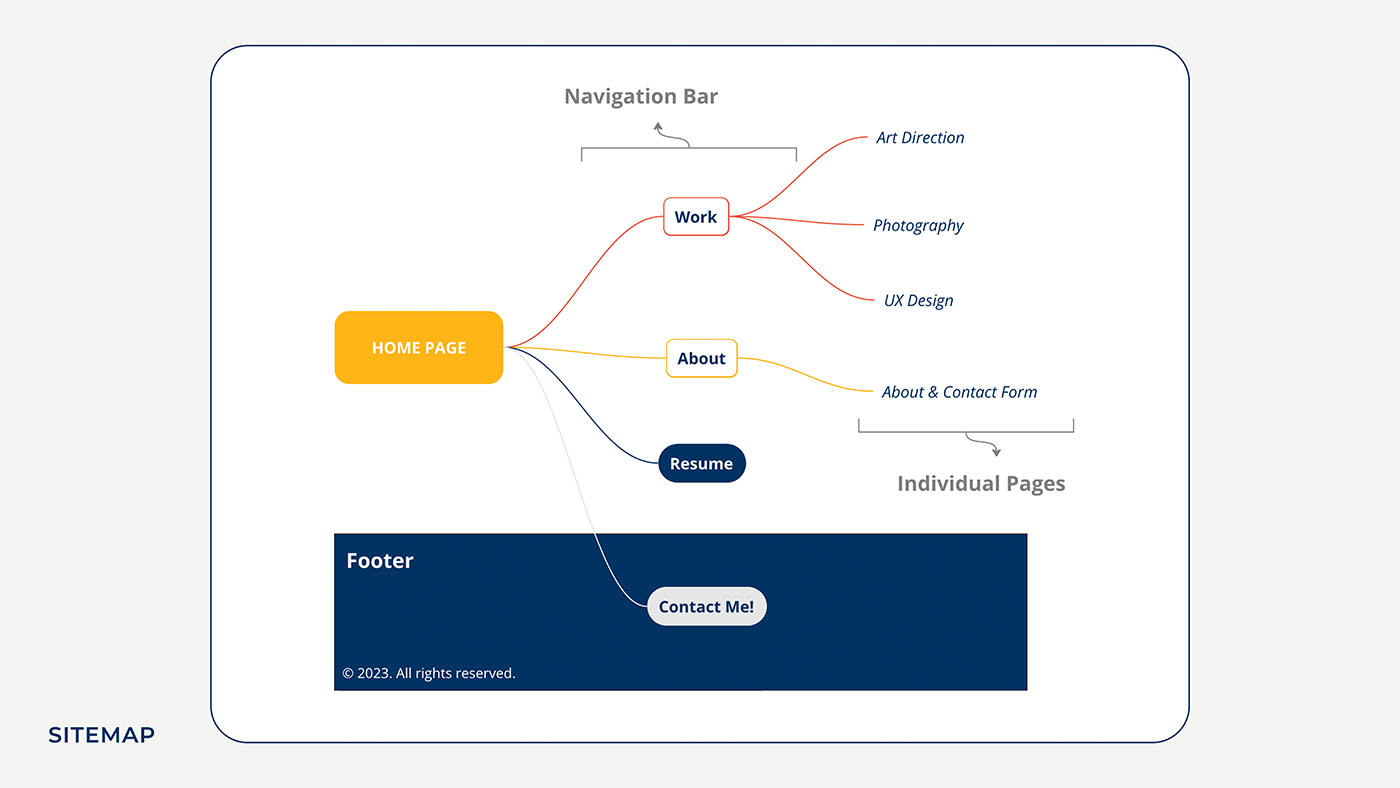 Navigation Bar
Art Direction
Work
Photography
UX Design
HOME PAGE
About
About & Contact Form
Resume
Individual Pages
Footer
Contact Me!
© 2023. All rights reserved.
SITEMAP